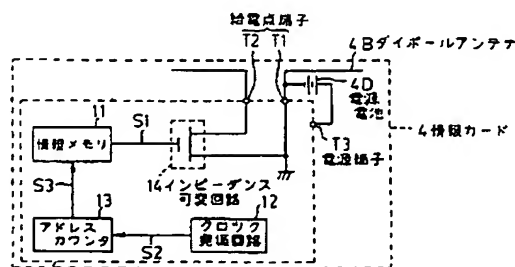 給電点端子
T2 T1
4Bダイポールアンテナ
4D
電源電池
4情報カード
T3
電源端子
11
情報メモリ
S1
14インピーダンス可変回路
S3
13
アドレスカウンタ
S2
12
クロック発振回路